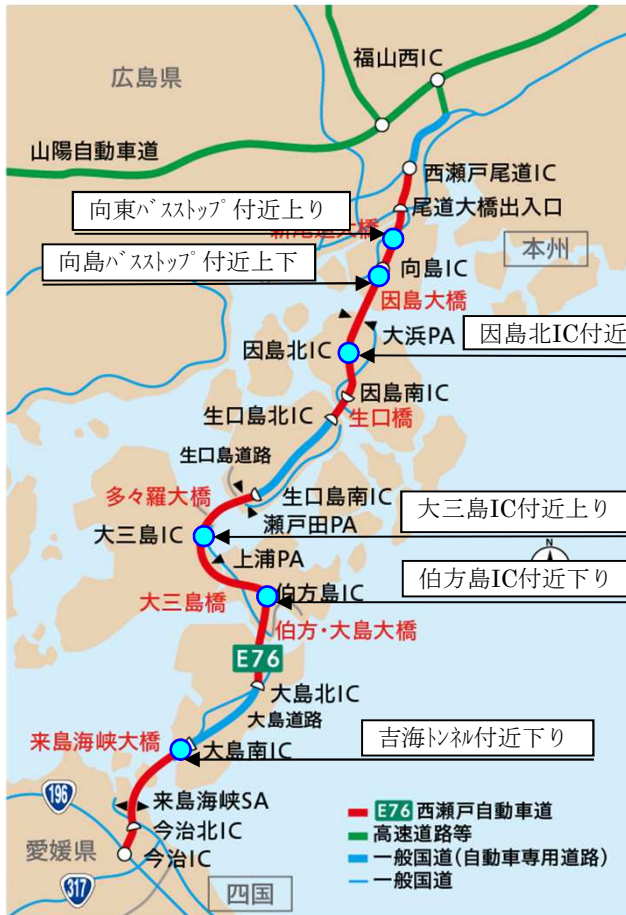 福山西IC
広島県
山陽自動車道
西瀬戸尾道IC
向東ﾊﾞｽｽﾄｯﾌﾟ付近上り
尾道大橋出入口
新尾道大橋
本州
向島ﾊﾞｽｽﾄｯﾌﾟ付近上下
向島IC
因島大橋
大浜PA
因島北IC付近
因島北IC
因島南IC
生口島北IC
生口橋
生口島道路
多々羅大橋
生口島南IC
大三島IC付近上り
瀬戸田PA
大三島IC
上浦PA
N
伯方島IC付近下り
伯方島IC
大三島橋
伯方・大島大橋
E76
大島北IC
大島道路
来島海峡大橋
大島南IC
吉海ﾄﾝﾈﾙ付近下り
196
来島海峡SA
E76 西瀬戸自動車道
今治北IC
高速道路等
愛媛県
今治IC
一般国道(自動車専用道路)
317
四国
一般国道